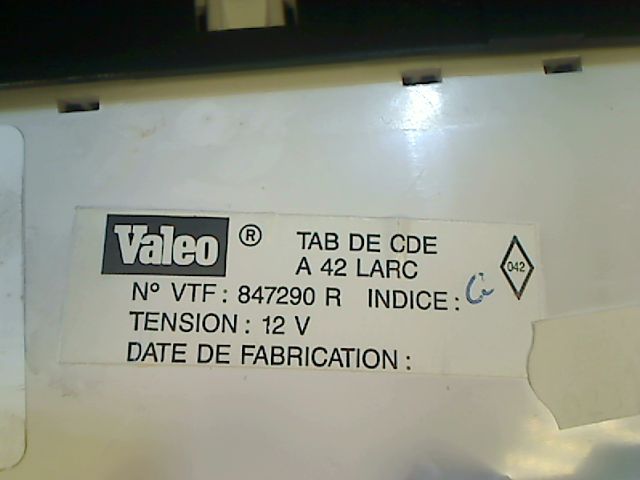 Valeo ® TAB DE CDE
A 42 LARC
042
N° VTF : 847290 R INDICE :
TENSION : 12 V
DATE DE FABRICATION :